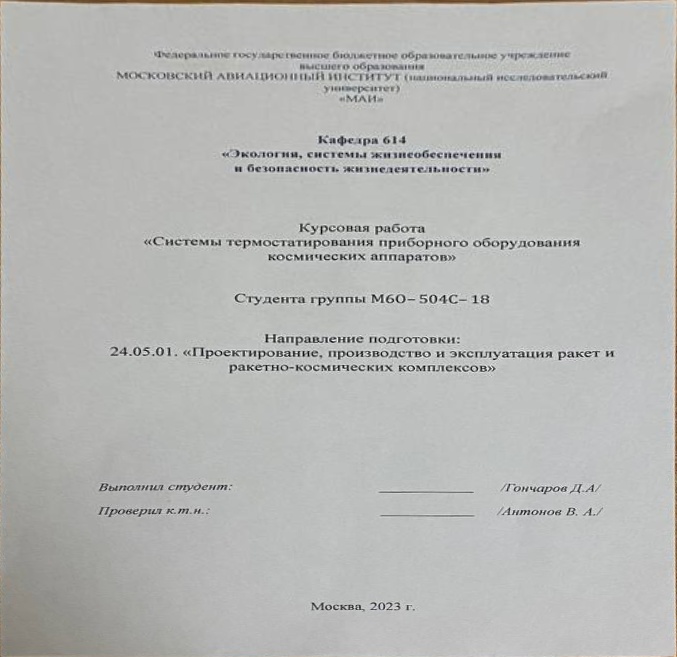 Федеральное государственное бюджетное образовательное учреждение
высшего образования
МОСКОВСКИЙ АВИАЦИОННЫЙ ИНСТИТУТ (национальный исследовательский
университет)
«МАИ»
Кафедра 614
«Экология, системы жизнеобеспечения
и безопасность жизнедеятельности»
Курсовая работа
«Системы термостатирования приборного оборудования
космических аппаратов»
Студента группы М6О– 504С– 18
Направление подготовки:
24.05.01. «Проектирование, производство и эксплуатация ракет и
ракетно-космических комплексов»
Выполнил студент: ____________ /Гончаров Д.А/
Проверил к.т.н.: ____________ /Антонов В. А./
Москва, 2023 г.